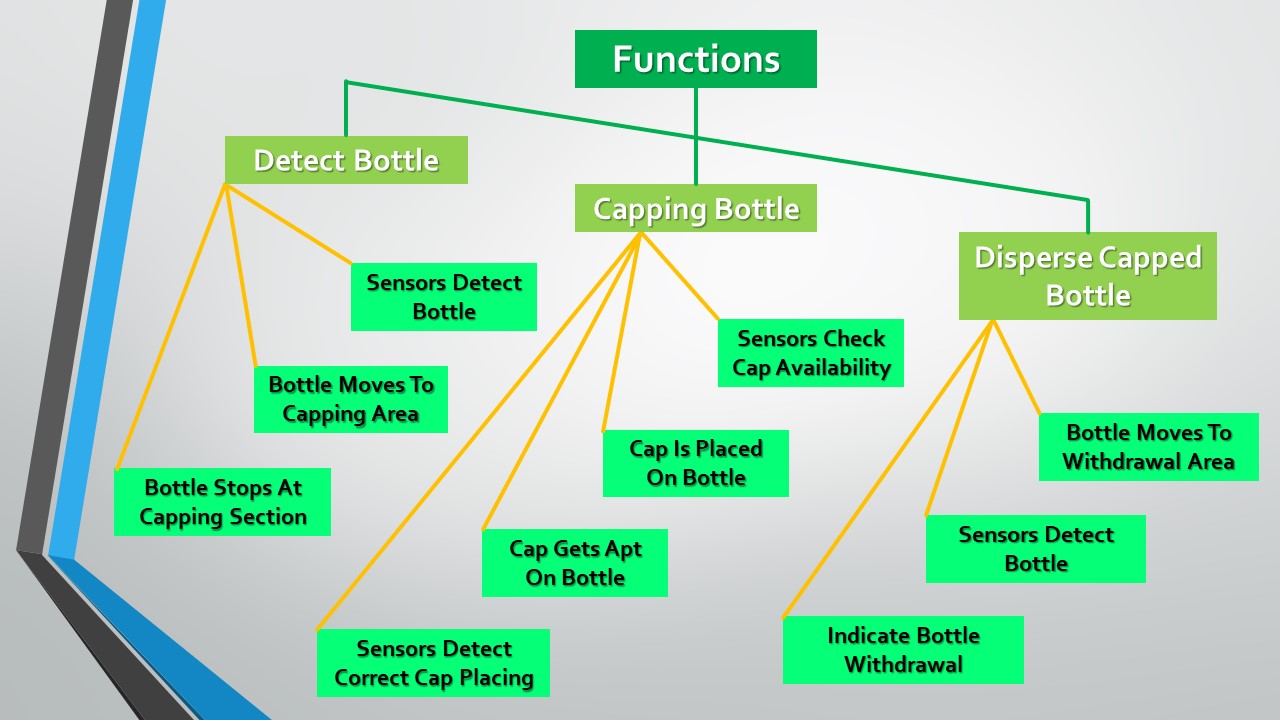 Functions
Detect Bottle
Capping Bottle
Disperse Capped
Bottle
Sensors Detect
Bottle
Bottle Moves To
Capping Area
Bottle Stops At
Capping Section
Sensors Check
Cap Availability
Cap Is Placed
On Bottle
Cap Gets Apt
On Bottle
Sensors Detect
Correct Cap Placing
Bottle Moves To
Withdrawal Area
Sensors Detect
Bottle
Indicate Bottle
Withdrawal